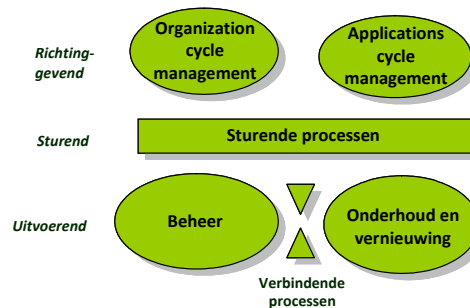 Richting-
gevend
Organization
cycle
management
Applications
cycle
management
Sturend
Sturende processen
Uitvoerend
Beheer
Onderhoud en
vernieuwing
Verbindende
processen